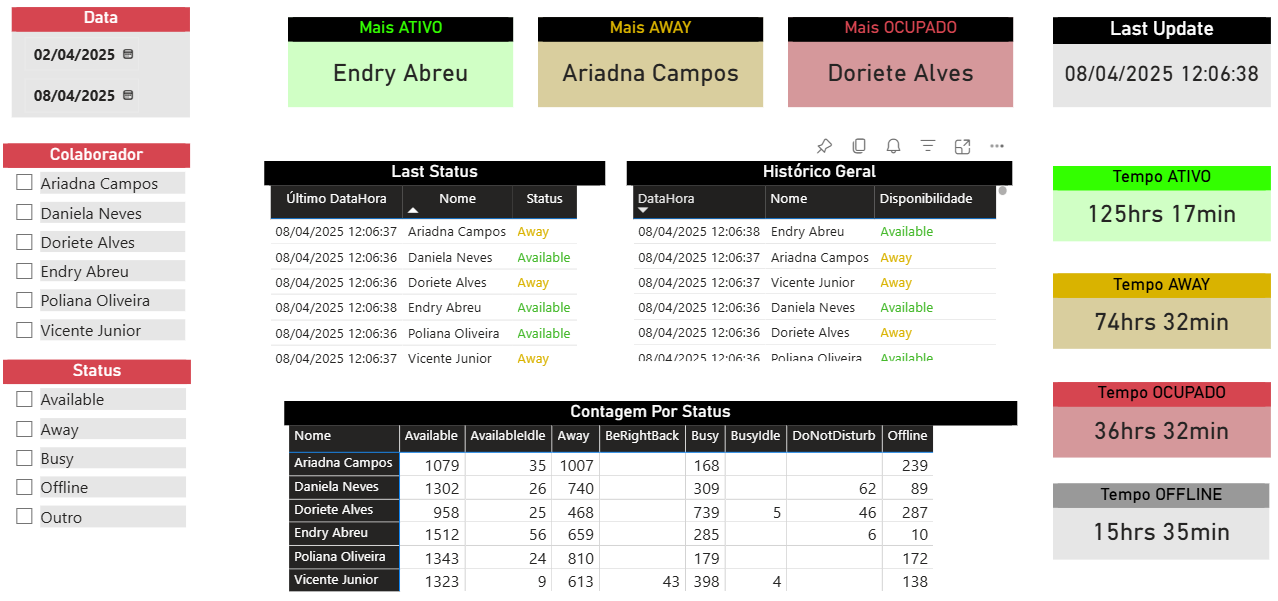 Data
02/04/2025
08/04/2025
Colaborador
Ariadna Campos
Daniela Neves
Doriete Alves
Endry Abreu
Poliana Oliveira
Vicente Junior
Status
Available
Away
Busy
Offline
Outro
Mais ATIVO
Endry Abreu
Mais AWAY
Ariadna Campos
Mais OCUPADO
Doriete Alves
Last Update
08/04/2025 12:06:38
Last Status
Último DataHora Nome Status
08/04/2025 12:06:37 Ariadna Campos Away
08/04/2025 12:06:36 Daniela Neves Available
08/04/2025 12:06:36 Doriete Alves Away
08/04/2025 12:06:38 Endry Abreu Available
08/04/2025 12:06:36 Poliana Oliveira Available
08/04/2025 12:06:37 Vicente Junior Away
Histórico Geral
DataHora Nome Disponibilidade
08/04/2025 12:06:38 Endry Abreu Available
08/04/2025 12:06:37 Ariadna Campos Away
08/04/2025 12:06:37 Vicente Junior Away
08/04/2025 12:06:36 Daniela Neves Available
08/04/2025 12:06:36 Doriete Alves Away
08/04/2025 12:06:36 Poliana Oliveira Available
Contagem Por Status
Nome Available AvailableIdle Away BeRightBack Busy BusyIdle DoNotDisturb Offline
Ariadna Campos 1079 35 1007 168 239
Daniela Neves 1302 26 740 309 62 89
Doriete Alves 958 25 468 739 5 46 287
Endry Abreu 1512 56 659 285 6 10
Poliana Oliveira 1343 24 810 179 172
Vicente Junior 1323 9 613 43 398 4 138
Tempo ATIVO
125hrs 17min
Tempo AWAY
74hrs 32min
Tempo OCUPADO
36hrs 32min
Tempo OFFLINE
15hrs 35min